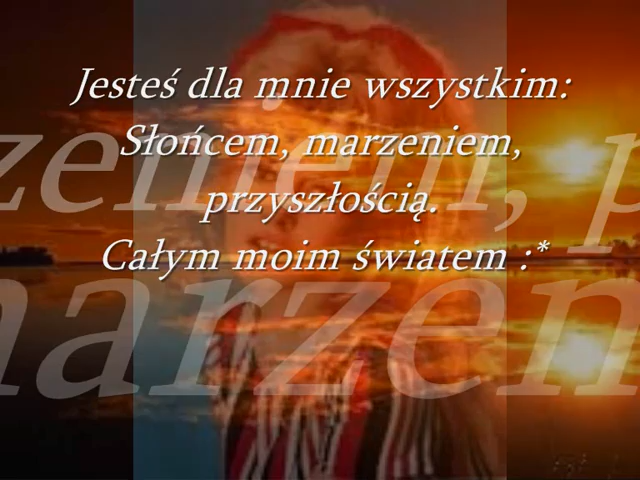 Jesteś dla mnie wszystkim:
Słońcem, marzeniem,
przyszłością.
Całym moim światem :*